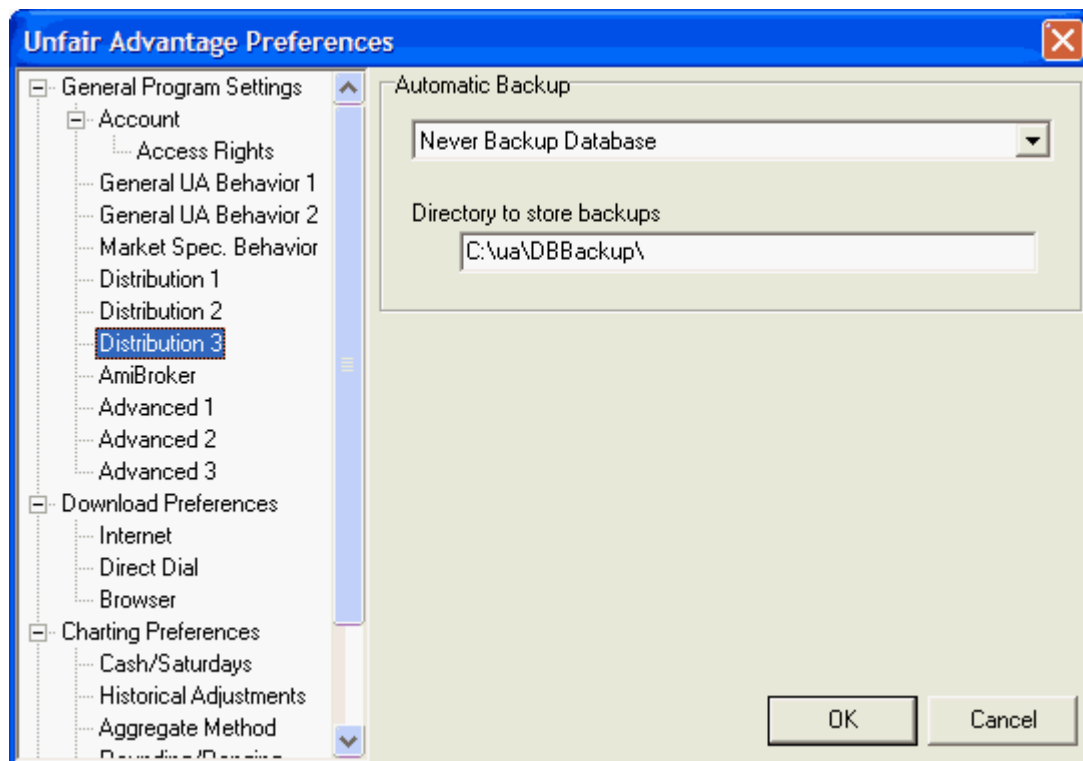 Unfair Advantage Preferences
General Program Settings
Account
Access Rights
General UA Behavior 1
General UA Behavior 2
Market Spec. Behavior
Distribution 1
Distribution 2
Distribution 3
AmiBroker
Advanced 1
Advanced 2
Advanced 3
Download Preferences
Internet
Direct Dial
Browser
Charting Preferences
Cash/Saturdays
Historical Adjustments
Aggregate Method
Automatic Backup
Never Backup Database
Directory to store backups
C:\ua\DBBackup\
OK
Cancel